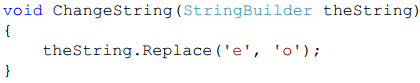 void ChangeString(StringBuilder theString)
{
    theString.Replace('e', 'o');
}